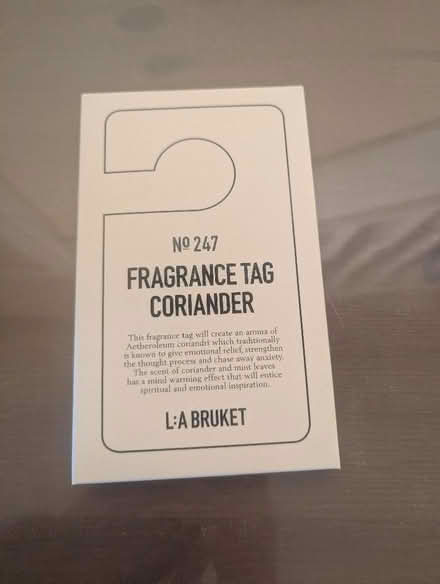 Nº 247
FRAGRANCE TAG
CORIANDER
This fragrance tag will create an aroma of
Aetheroleum coriandri which traditionally
is known to give emotional relief, strengthen
the thought process and chase away anxiety.
The scent of coriander and mint leaves
has a mind warming effect that will entice
spiritual and emotional inspiration.
L:A BRUKET